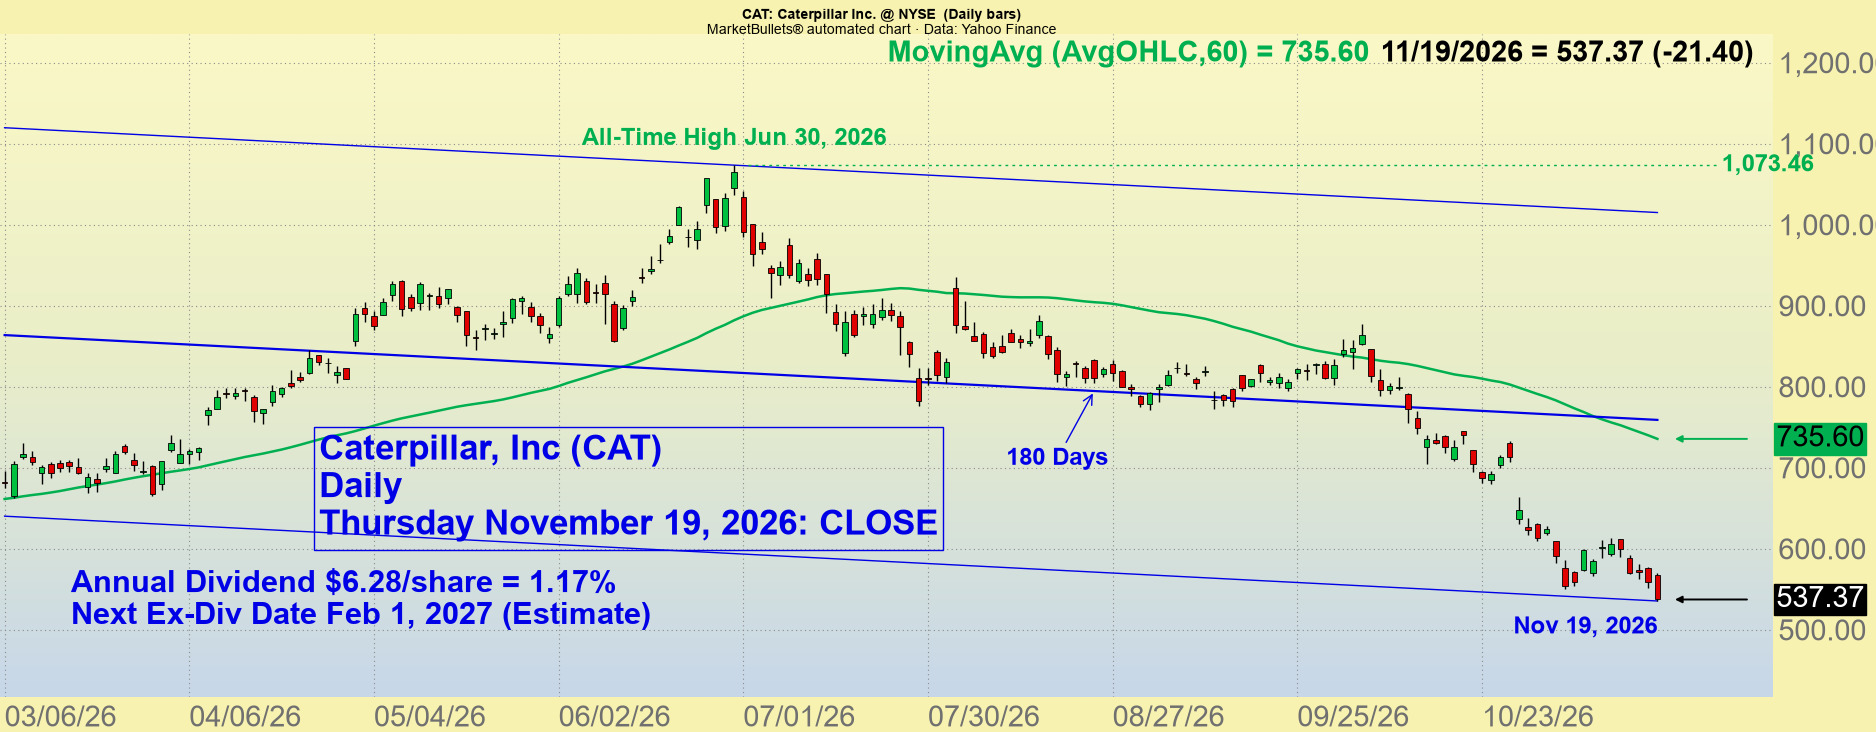 CAT: Caterpillar Inc. @ NYSE (Daily bars)
MarketBullets® automated chart · Data: Yahoo Finance
MovingAvg (AvgOHLC,60) = 735.60 11/19/2026 = 537.37 (-21.40)
1,200.0
All-Time High Jun 30, 2026
1,100.0
1,073.46
1,000.0
900.00
800.00
735.60
700.00
180 Days
Caterpillar, Inc (CAT)
Daily
Thursday November 19, 2026: CLOSE
600.00
Annual Dividend $6.28/share = 1.17%
Next Ex-Div Date Feb 1, 2027 (Estimate)
537.37
Nov 19, 2026
500.00
03/06/26 04/06/26 05/04/26 06/02/26 07/01/26 07/30/26 08/27/26 09/25/26 10/23/26